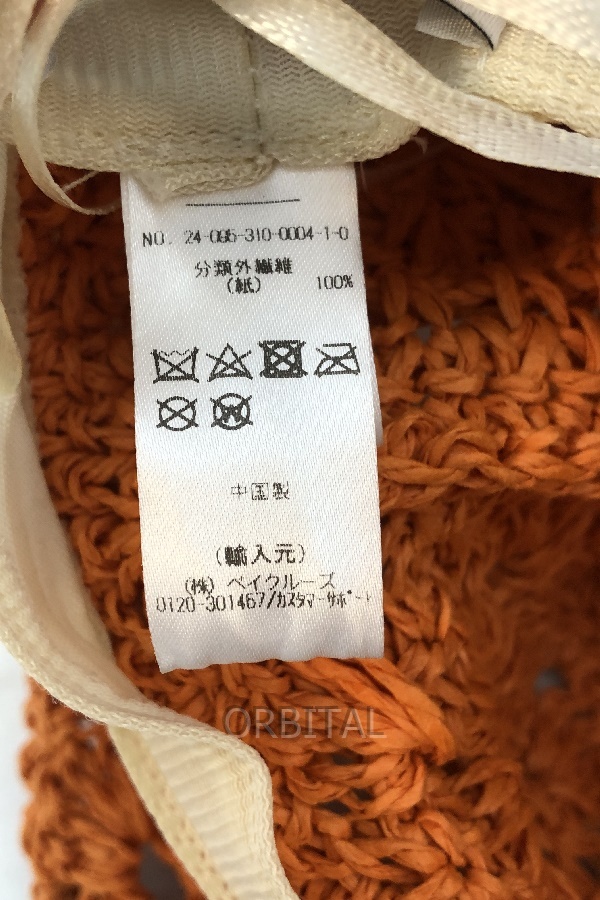 NO. 24-095-310-0004-1-0
分類外繊維
(紙) 100%
中国製
(輸入元)
(株) ベイクルーズ
0120-301457/カスタマーサポート
ORBITAL